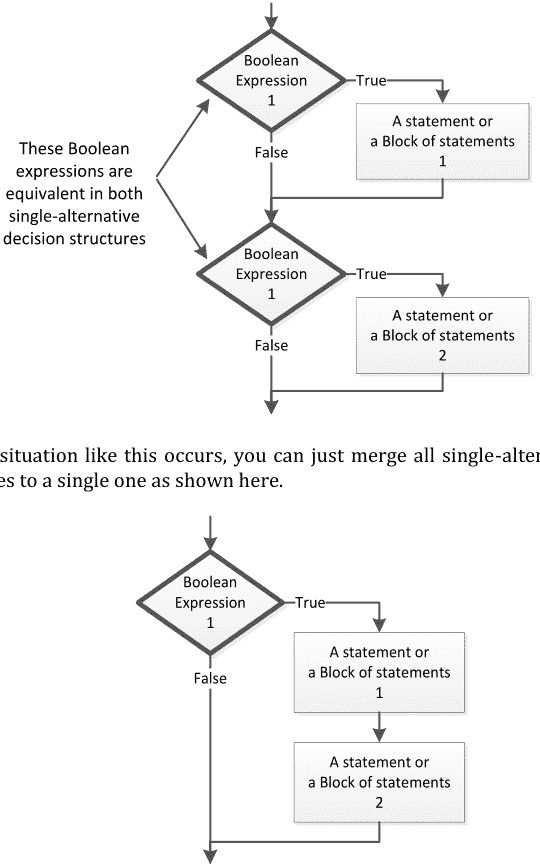 Boolean
Expression
1
True
A statement or
a Block of statements
1
False
These Boolean
expressions are
equivalent in both
single-alternative
decision structures
Boolean
Expression
1
True
A statement or
a Block of statements
2
False
situation like this occurs, you can just merge all single-alter
es to a single one as shown here.
Boolean
Expression
1
True
A statement or
a Block of statements
1
False
A statement or
a Block of statements
2